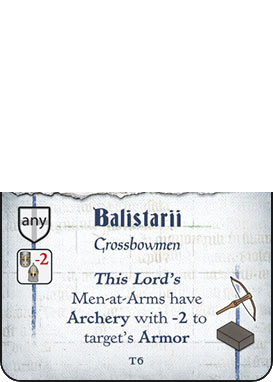 any
-2
Balistarii
Crossbowmen
This Lord's
Men-at-Arms have
Archery with -2 to
target's Armor
T6